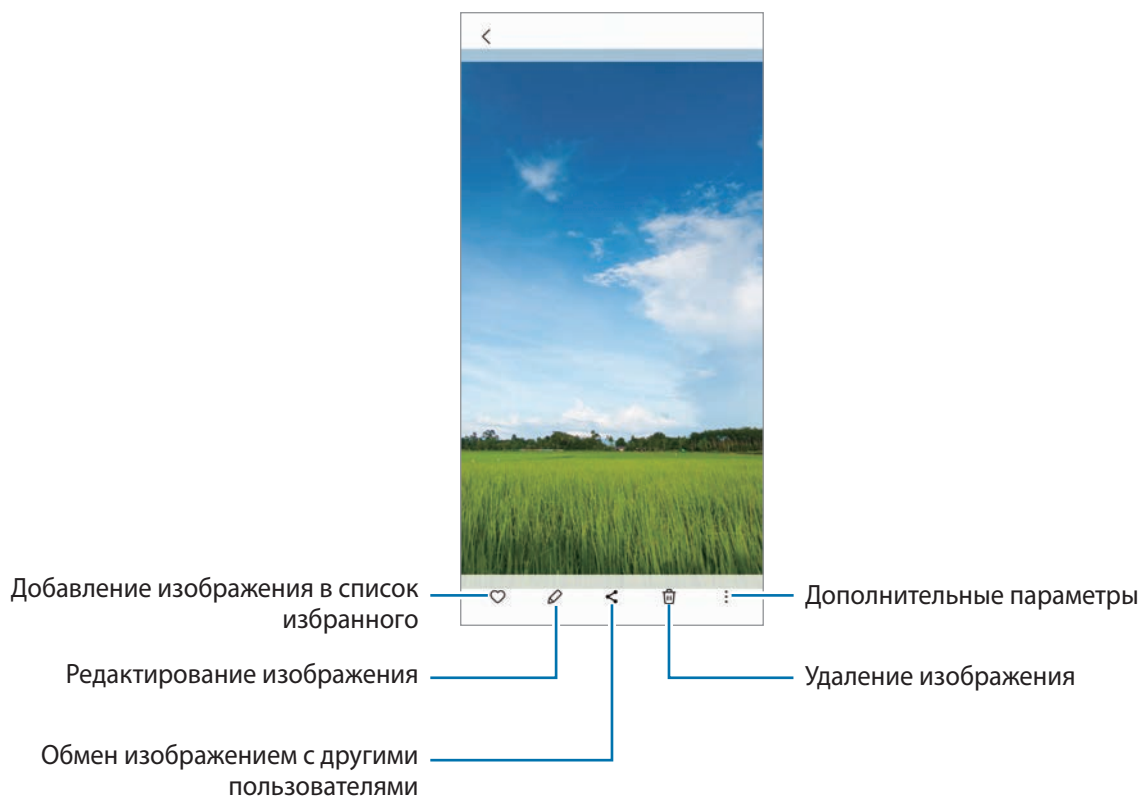 Добавление изображения в список
избранного
Дополнительные параметры
Редактирование изображения
Удаление изображения
Обмен изображением с другими
пользователями